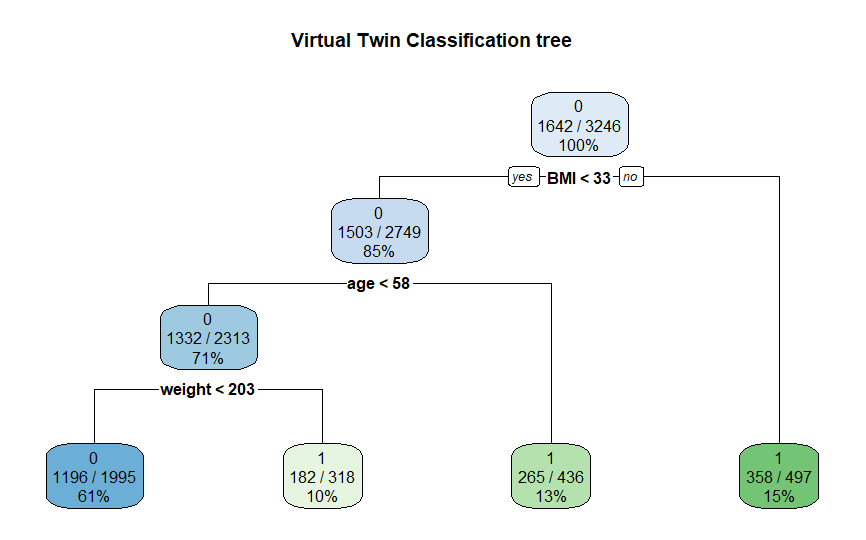 Virtual Twin Classification tree
0
1642 / 3246
100%
yes BMI < 33 no
0
1503 / 2749
85%
age < 58
0
1332 / 2313
71%
weight < 203
0
1196 / 1995
61%
1
182 / 318
10%
1
265 / 436
13%
1
358 / 497
15%